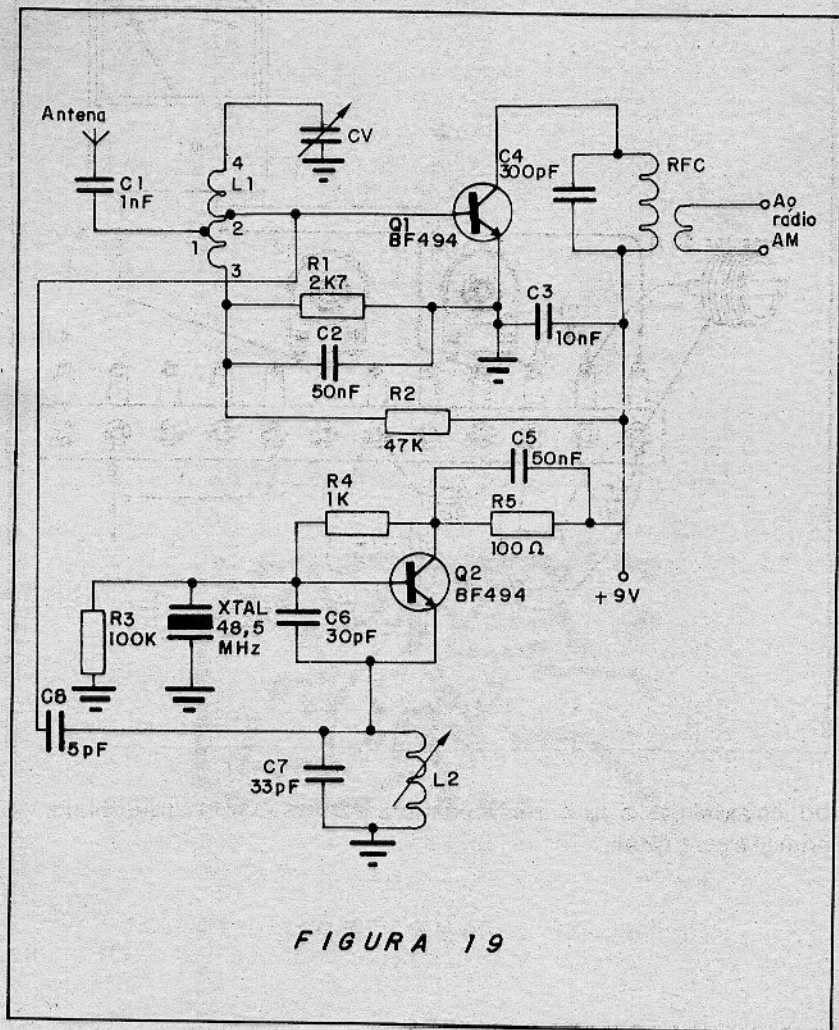 Antena
C1
1nF
4
L1
2
1
3
CV
C4
300pF
RFC
Q1
BF494
Ao
rádio
AM
R1
2K7
C3
10nF
C2
50nF
R2
47K
C5
50nF
R4
1K
R5
100Ω
Q2
BF494
+9V
R3
100K
XTAL
48,5
MHz
C6
30pF
C8
5pF
C7
33pF
L2
FIGURA 19